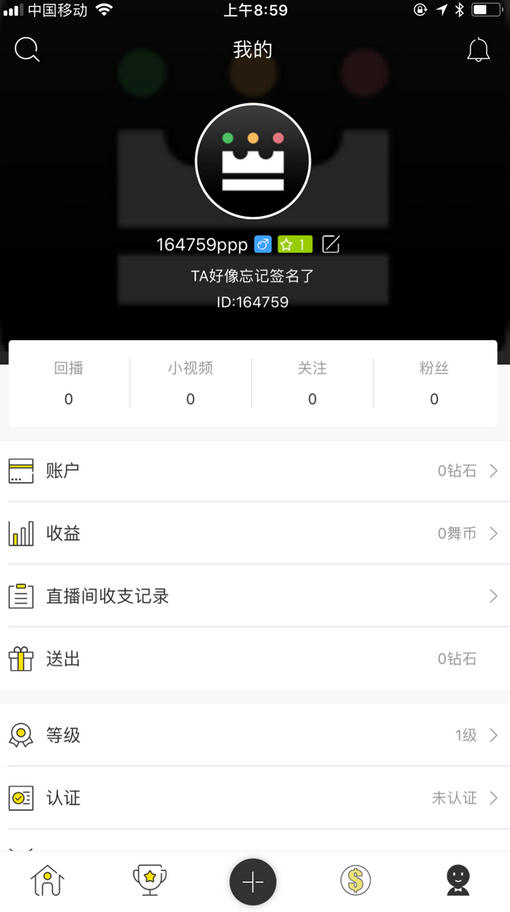 中国移动 上午8:59
我的
164759ppp 1
TA好像忘记签名了
ID:164759
回播 小视频 关注 粉丝
0 0 0 0
账户 0钻石
收益 0舞币
直播间收支记录
送出 0钻石
等级 1级
认证 未认证